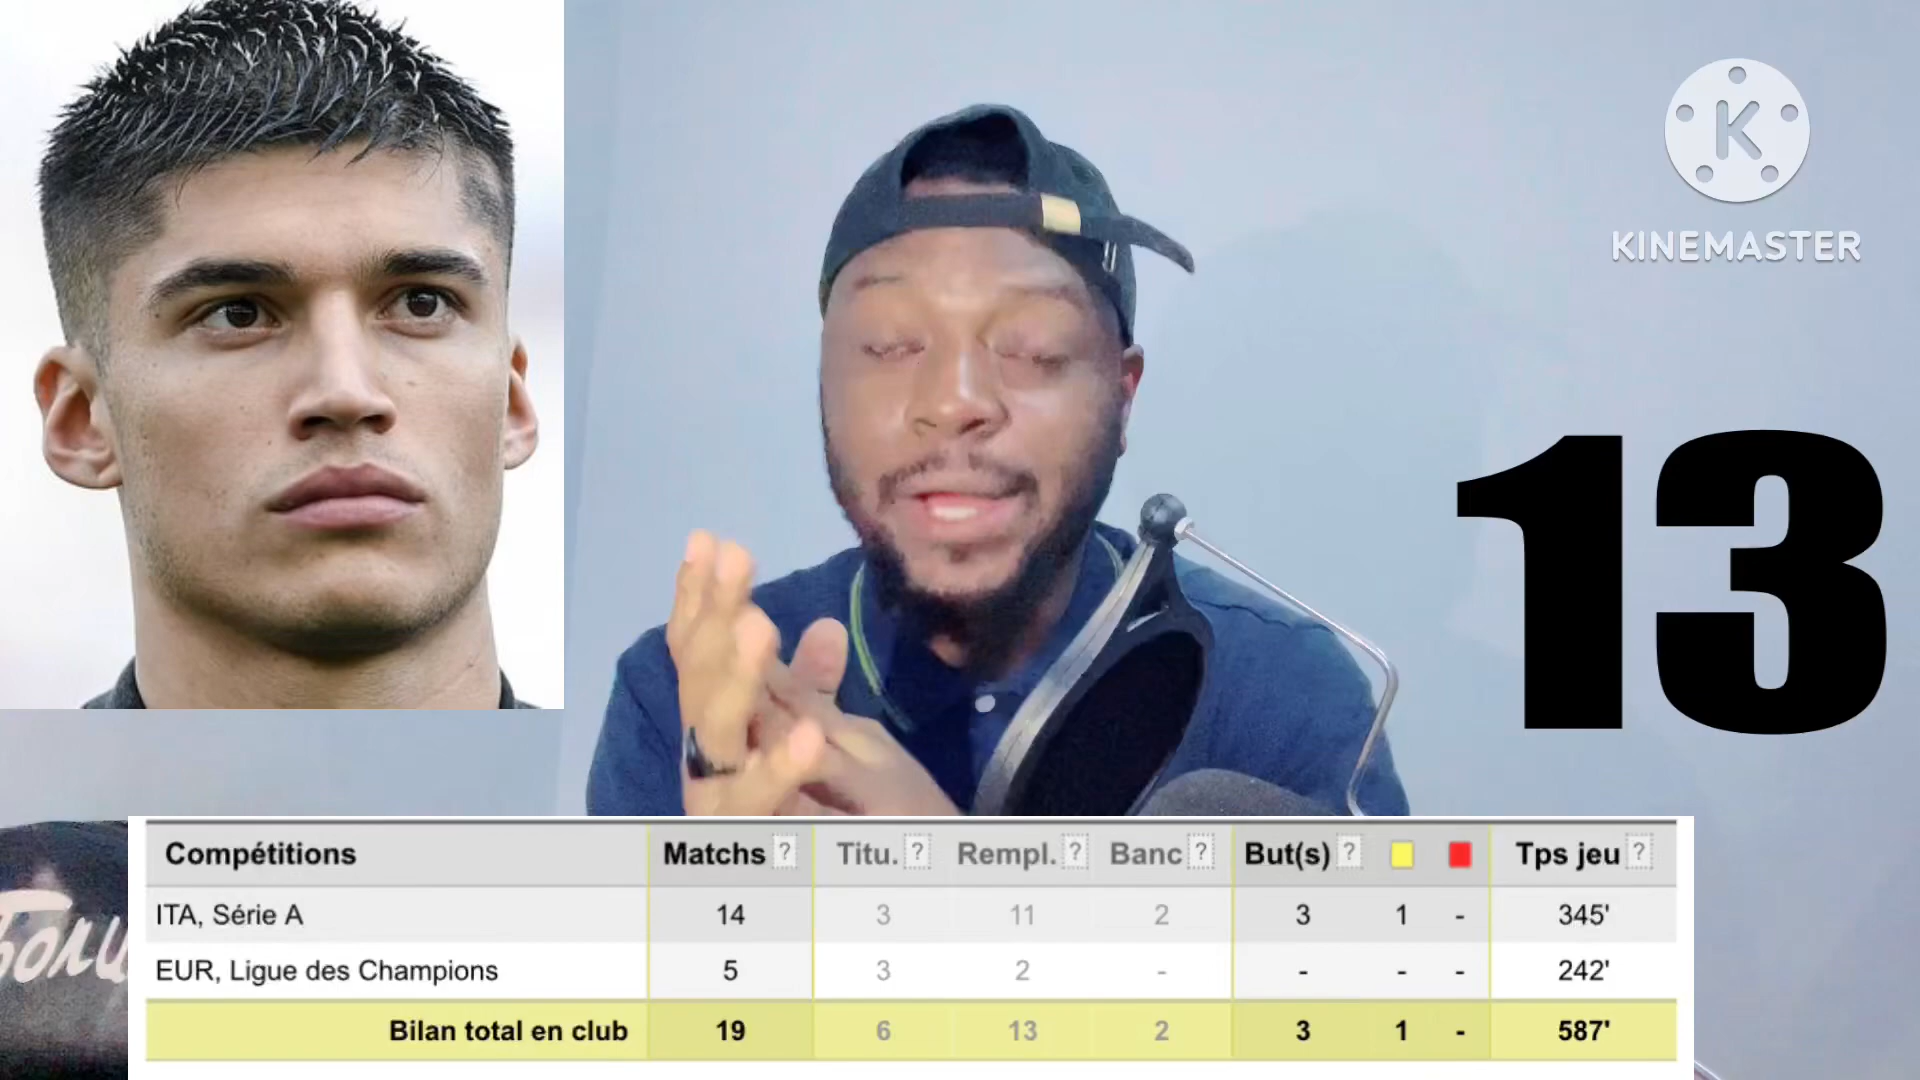 K
KINEMASTER
13
Compétitions Matchs ? Titu. ? Rempl. ? Banc ? But(s) ? Tps jeu ?
ITA, Série A 14 3 11 2 3 1 - 345'
EUR, Ligue des Champions 5 3 2 - - - - 242'
Bilan total en club 19 6 13 2 3 1 - 587'